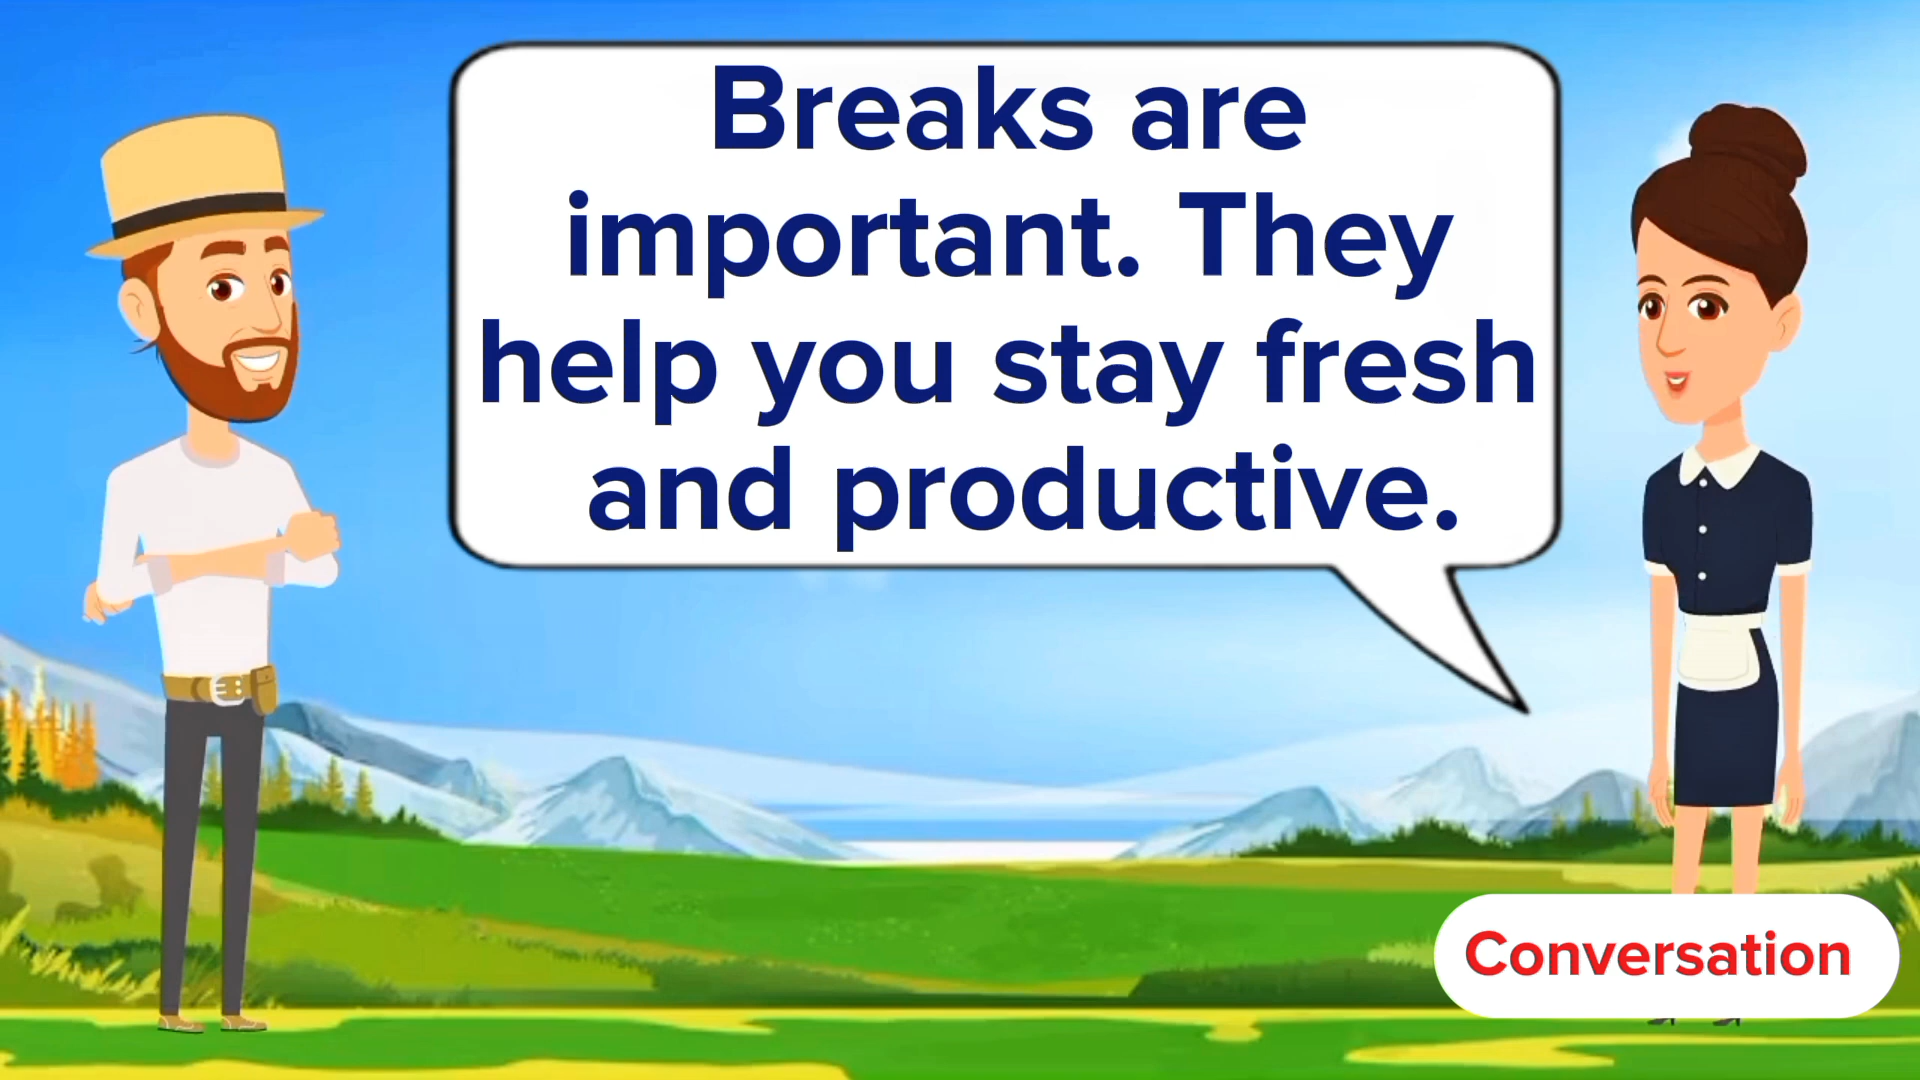 Breaks are
important. They
help you stay fresh
and productive.
Conversation